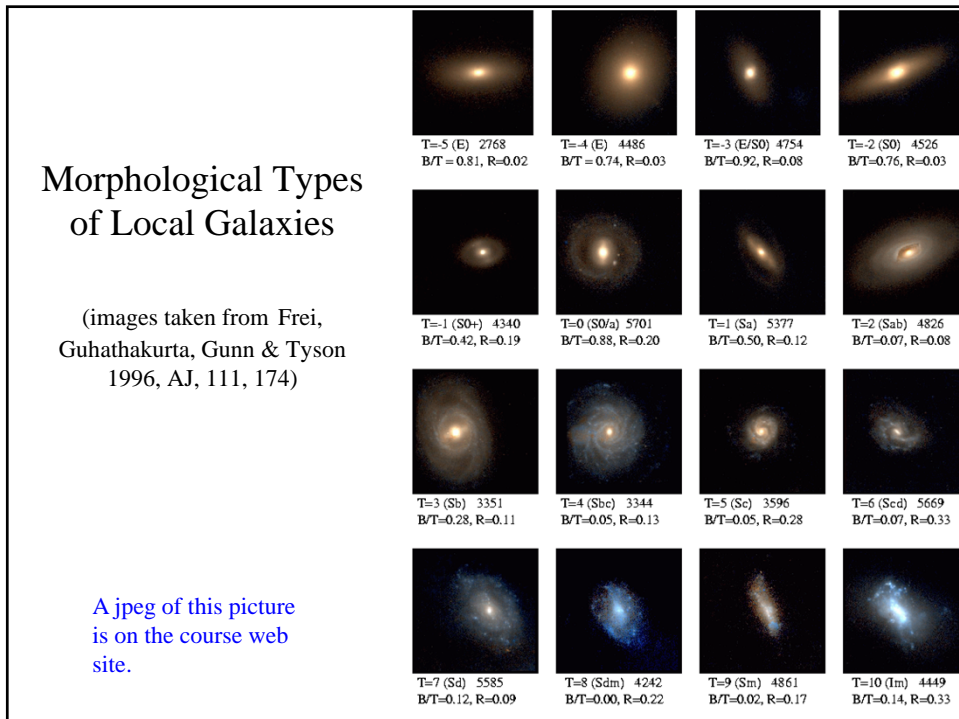 Morphological Types
of Local Galaxies
(images taken from Frei,
Guhathakurta, Gunn & Tyson
1996, AJ, 111, 174)
A jpeg of this picture
is on the course web
site.
T=-5 (E) 2768
B/T = 0.81, R=0.02
T=-4 (E) 4486
B/T = 0.74, R=0.03
T=-3 (E/S0) 4754
B/T=0.92, R=0.08
T=-2 (S0) 4526
B/T=0.76, R=0.03
T=-1 (S0+) 4340
B/T=0.42, R=0.19
T=0 (S0/a) 5701
B/T=0.88, R=0.20
T=1 (Sa) 5377
B/T=0.50, R=0.12
T=2 (Sab) 4826
B/T=0.07, R=0.08
T=3 (Sb) 3351
B/T=0.28, R=0.11
T=4 (Sbc) 3344
B/T=0.05, R=0.13
T=5 (Sc) 3596
B/T=0.05, R=0.28
T=6 (Scd) 5669
B/T=0.07, R=0.33
T=7 (Sd) 5585
B/T=0.12, R=0.09
T=8 (Sdm) 4242
B/T=0.00, R=0.22
T=9 (Sm) 4861
B/T=0.02, R=0.17
T=10 (Im) 4449
B/T=0.14, R=0.33